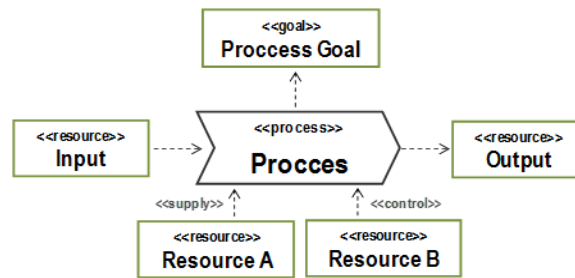 <<goal>>
Proccess Goal
<<resource>>
Input
<<process>>
Procces
<<resource>>
Output
<<supply>>
<<control>>
<<resource>>
Resource A
<<resource>>
Resource B